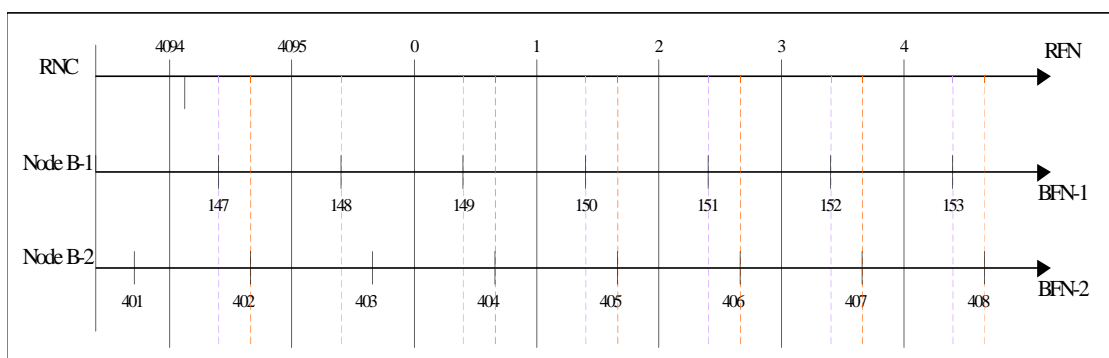 4094 4095 0 1 2 3 4 RFN
RNC
Node B-1
147 148 149 150 151 152 153 BFN-1
Node B-2
401 402 403 404 405 406 407 408 BFN-2